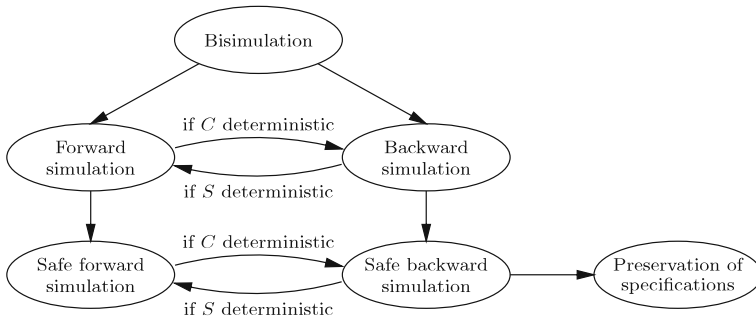 Bisimulation
if C deterministic
Forward
simulation
Backward
simulation
if S deterministic
if C deterministic
Safe forward
simulation
Safe backward
simulation
Preservation of
specifications
if S deterministic